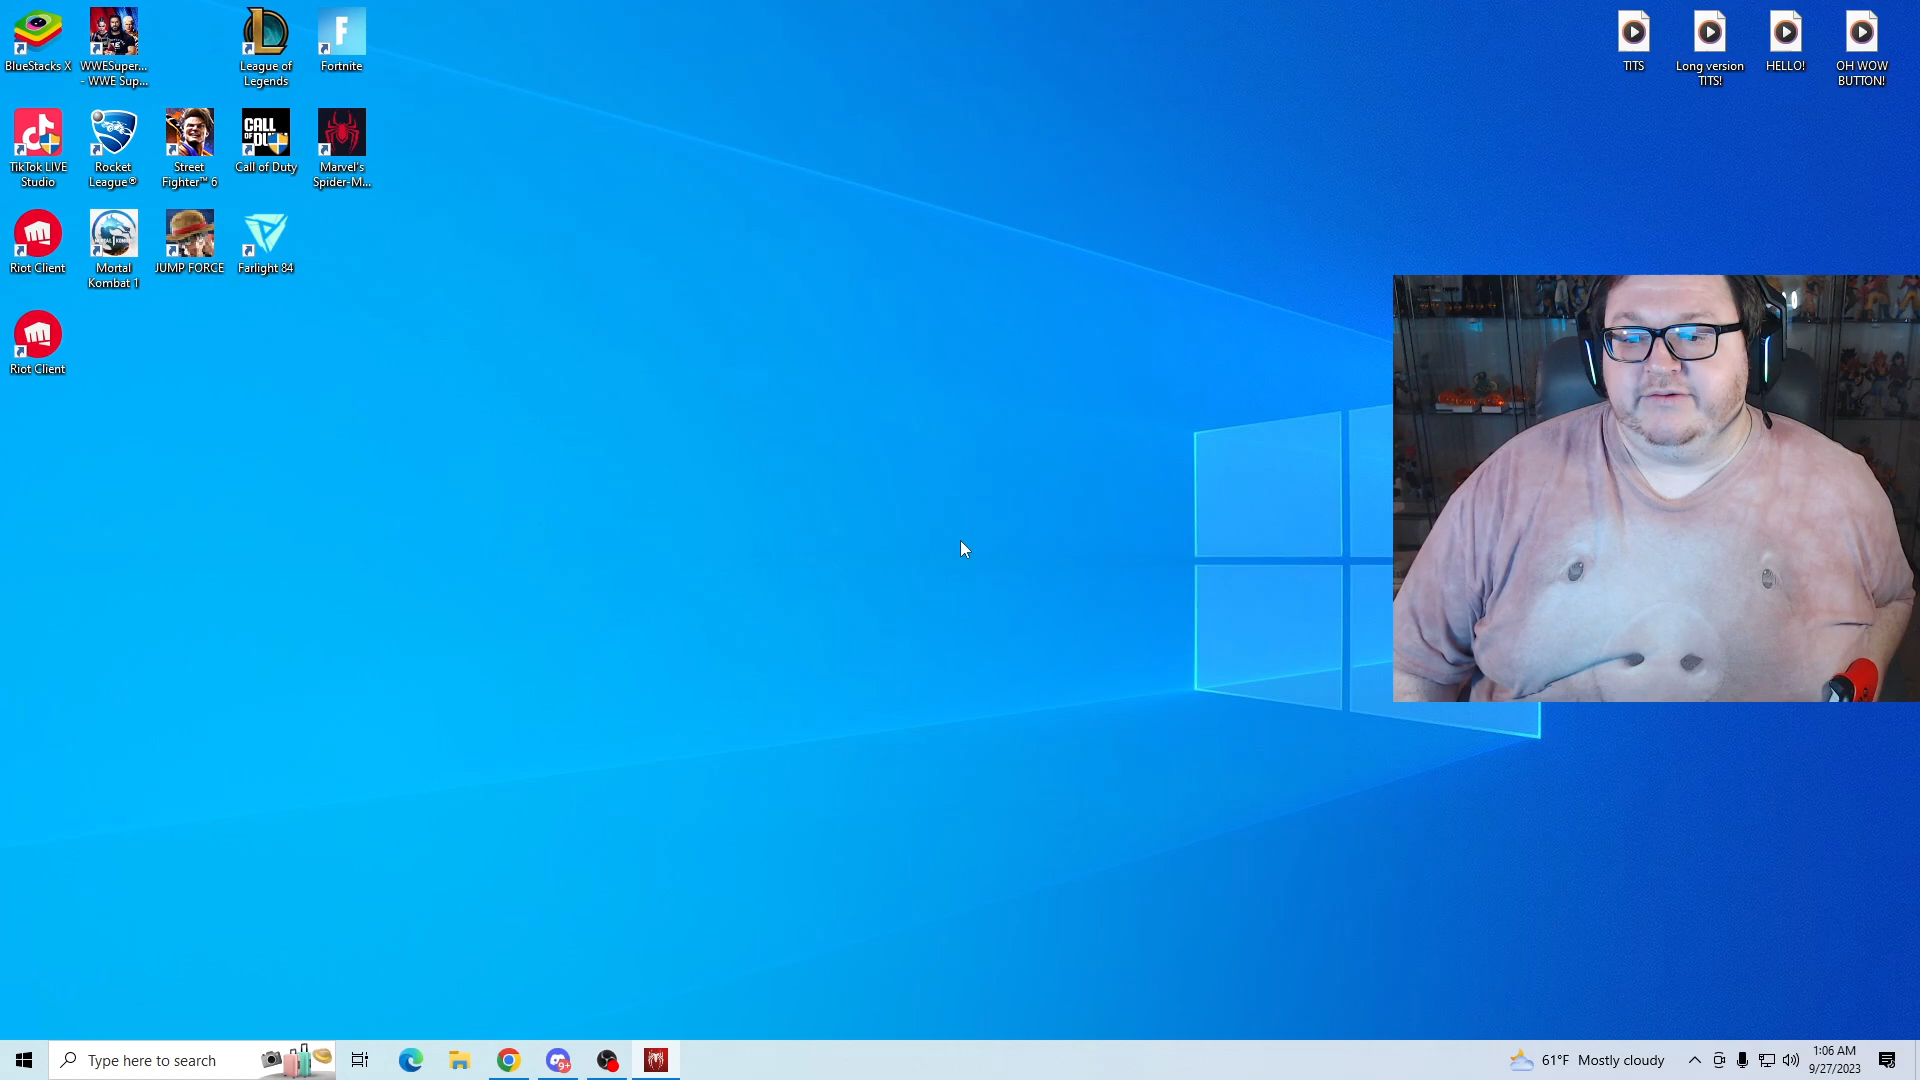 BlueStacks X
WWESuper...
- WWE Sup...
League of
Legends
F
Fortnite
TITS
Long version
TITS!
HELLO!
OH WOW
BUTTON!
TikTok LIVE
Studio
Rocket
League®
Street
Fighter™ 6
CALL
Call of Duty
Marvel's
Spider-M...
Riot Client
Mortal
Kombat 1
JUMP FORCE
Farlight 84
Riot Client
Type here to search
9+
61°F Mostly cloudy
1:06 AM
9/27/2023